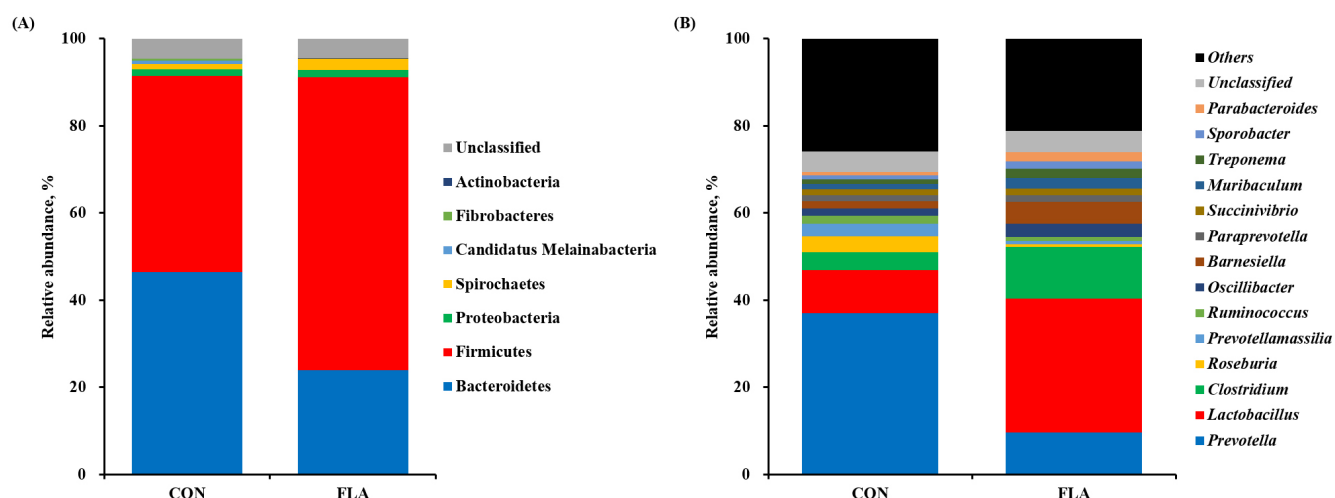 (A)
100
80
60
40
20
0
Relative abundance, %
CON
FLA
Unclassified
Actinobacteria
Fibrobacteres
Candidatus Melainabacteria
Spirochaetes
Proteobacteria
Firmicutes
Bacteroidetes
(B)
100
80
60
40
20
0
Relative abundance, %
CON
FLA
Others
Unclassified
Parabacteroides
Sporobacter
Treponema
Muribaculum
Succinivibrio
Paraprevotella
Barnesiella
Oscillibacter
Ruminococcus
Prevotellamassilia
Roseburia
Clostridium
Lactobacillus
Prevotella